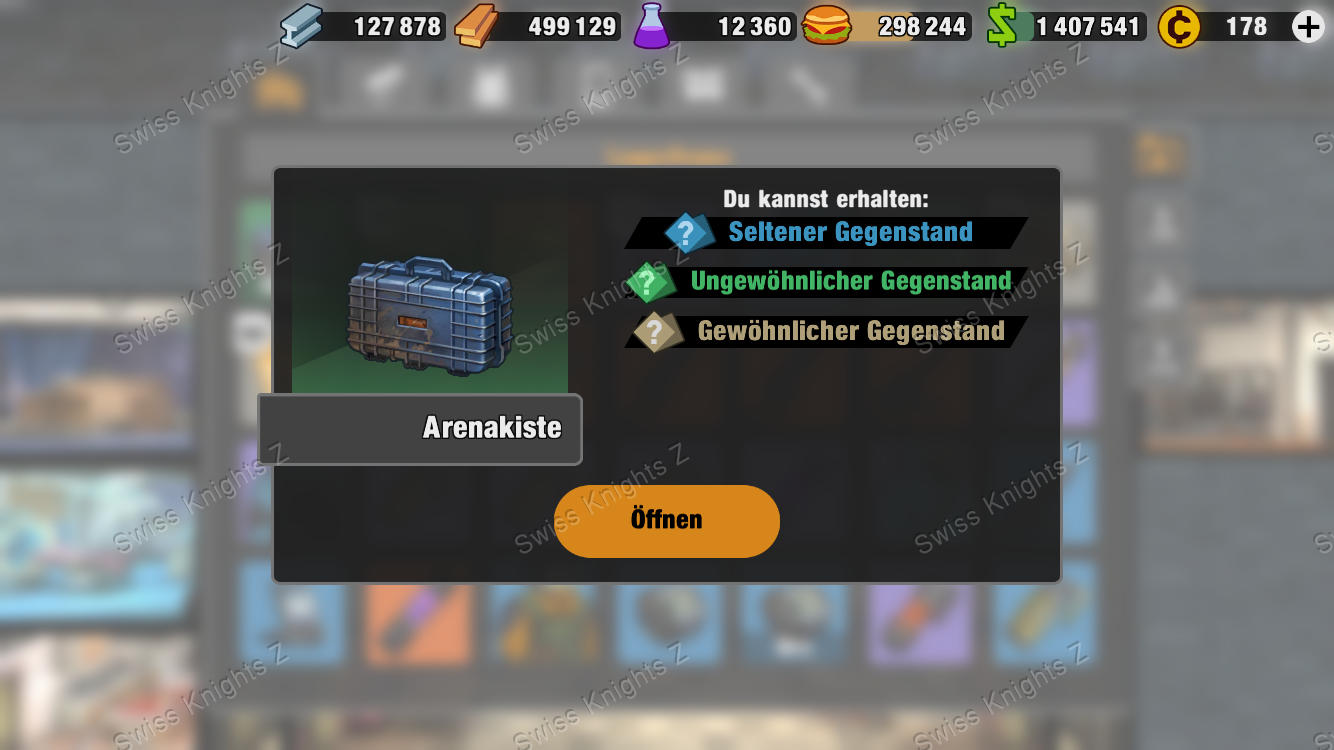 127 878 499 129 12 360 298 244 1 407 541 178
Du kannst erhalten:
? Seltener Gegenstand
? Ungewöhnlicher Gegenstand
? Gewöhnlicher Gegenstand
Arenakiste
Öffnen
Swiss Knights Z